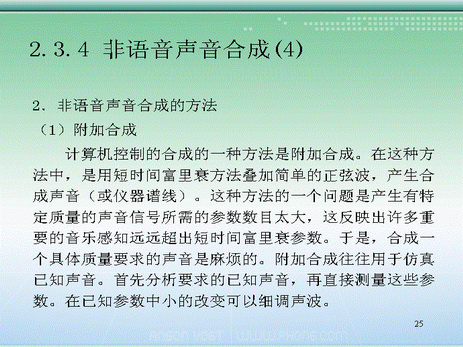 2.3.4 非语音声音合成(4)
2. 非语音声音合成的方法
（1）附加合成
计算机控制的合成的一种方法是附加合成。在这种方
法中，是用短时间富里衰方法叠加简单的正弦波，产生合
成声音（或仪器谱线）。这种方法的一个问题是产生有特
定质量的声音信号所需的参数数目太大，这反映出许多重
要的音乐感知远远超出短时间富里衰参数。于是，合成一
个具体质量要求的声音是麻烦的。附加合成往往用于仿真
已知声音。首先分析要求的已知声音，再直接测量这些参
数。在已知参数中小的改变可以细调声波。
25